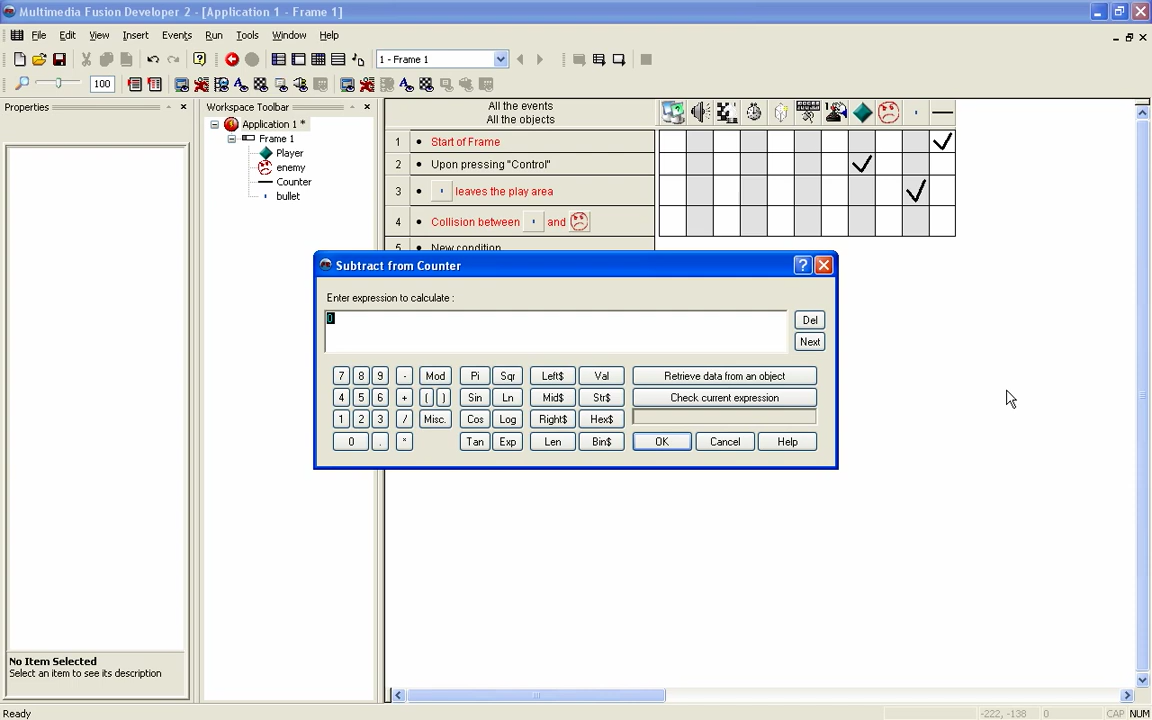 Multimedia Fusion Developer 2 - [Application 1 - Frame 1]
File Edit View Insert Events Run Tools Window Help
1 - Frame 1
100
Properties
Workspace Toolbar
Application 1 *
Frame 1
Player
enemy
Counter
bullet
All the events
All the objects
1 • Start of Frame
2 • Upon pressing "Control"
3 • leaves the play area
4 • Collision between and
5 • New condition
Subtract from Counter
Enter expression to calculate :
0
Del
Next
7 8 9 - Mod Pi Sqr Left$ Val Retrieve data from an object
4 5 6 + ( ) Sin Ln Mid$ Str$ Check current expression
1 2 3 / Misc. Cos Log Right$ Hex$
0 . * Tan Exp Len Bin$ OK Cancel Help
No Item Selected
Select an item to see its description
Ready
-222, -138 0 CAP NUM